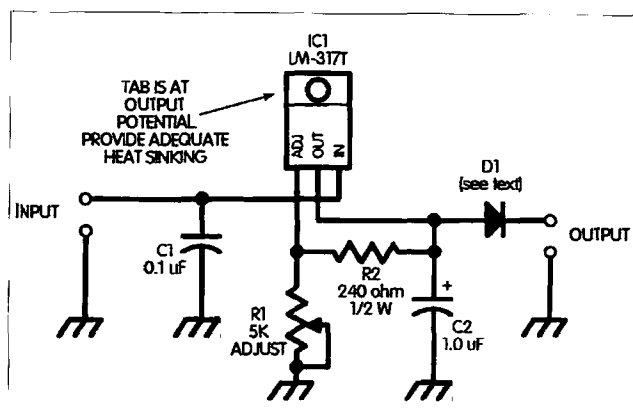 IC1
LM-317T
TAB IS AT
OUTPUT
POTENTIAL
PROVIDE ADEQUATE
HEAT SINKING
ADJ
OUT
IN
D1
(see text)
INPUT
OUTPUT
C1
0.1 uF
R2
240 ohm
1/2 W
+
R1
5K
ADJUST
C2
1.0 uF